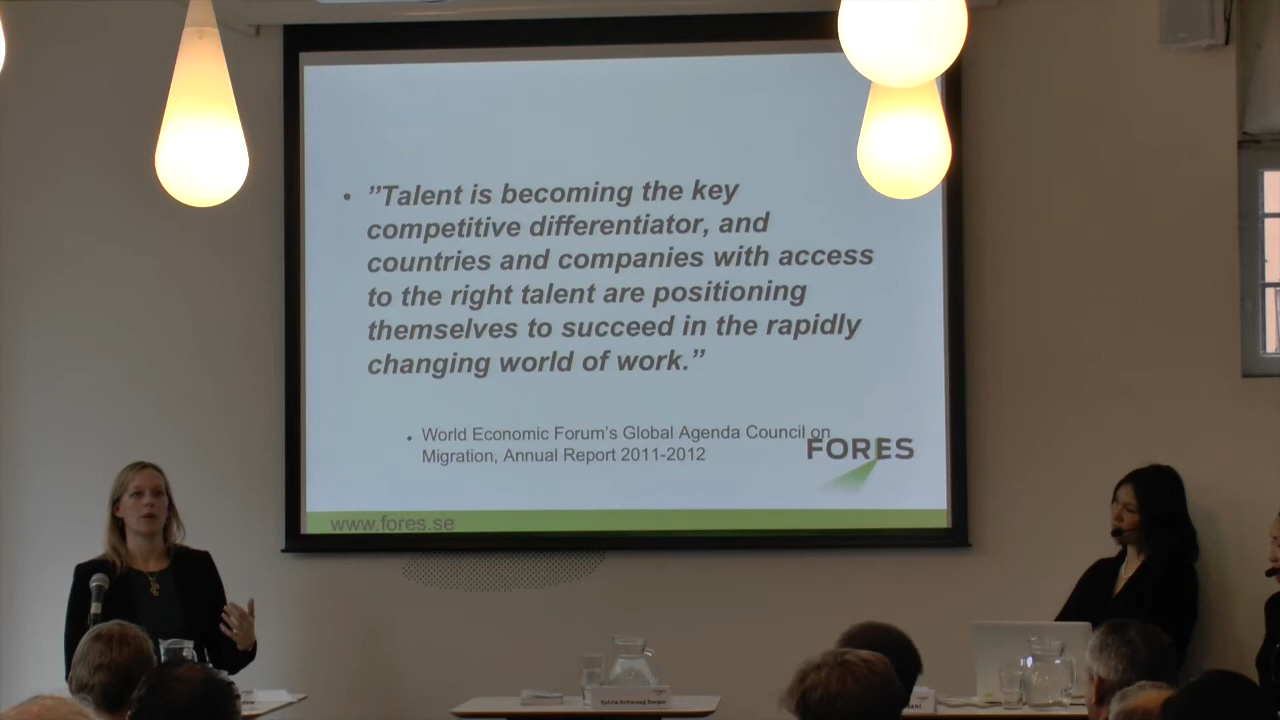 ”Talent is becoming the key
competitive differentiator, and
countries and companies with access
to the right talent are positioning
themselves to succeed in the rapidly
changing world of work.”
World Economic Forum’s Global Agenda Council on
Migration, Annual Report 2011-2012
FORES
www.fores.se